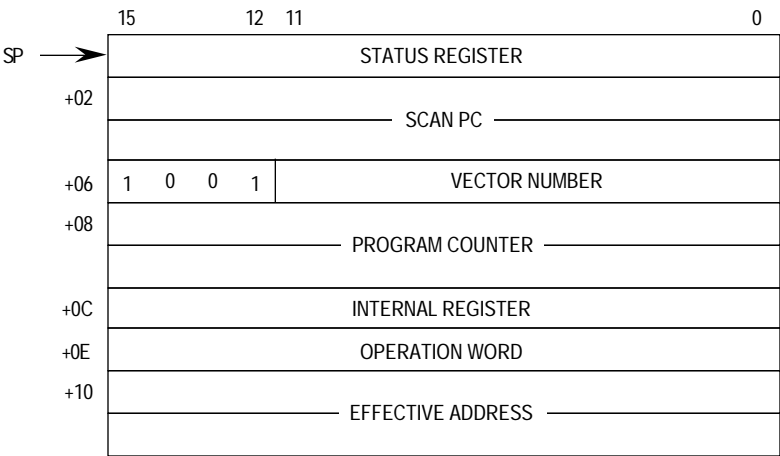 15 12 11 0
SP STATUS REGISTER
+02
SCAN PC
+06 1 0 0 1 VECTOR NUMBER
+08
PROGRAM COUNTER
+0C INTERNAL REGISTER
+0E OPERATION WORD
+10
EFFECTIVE ADDRESS